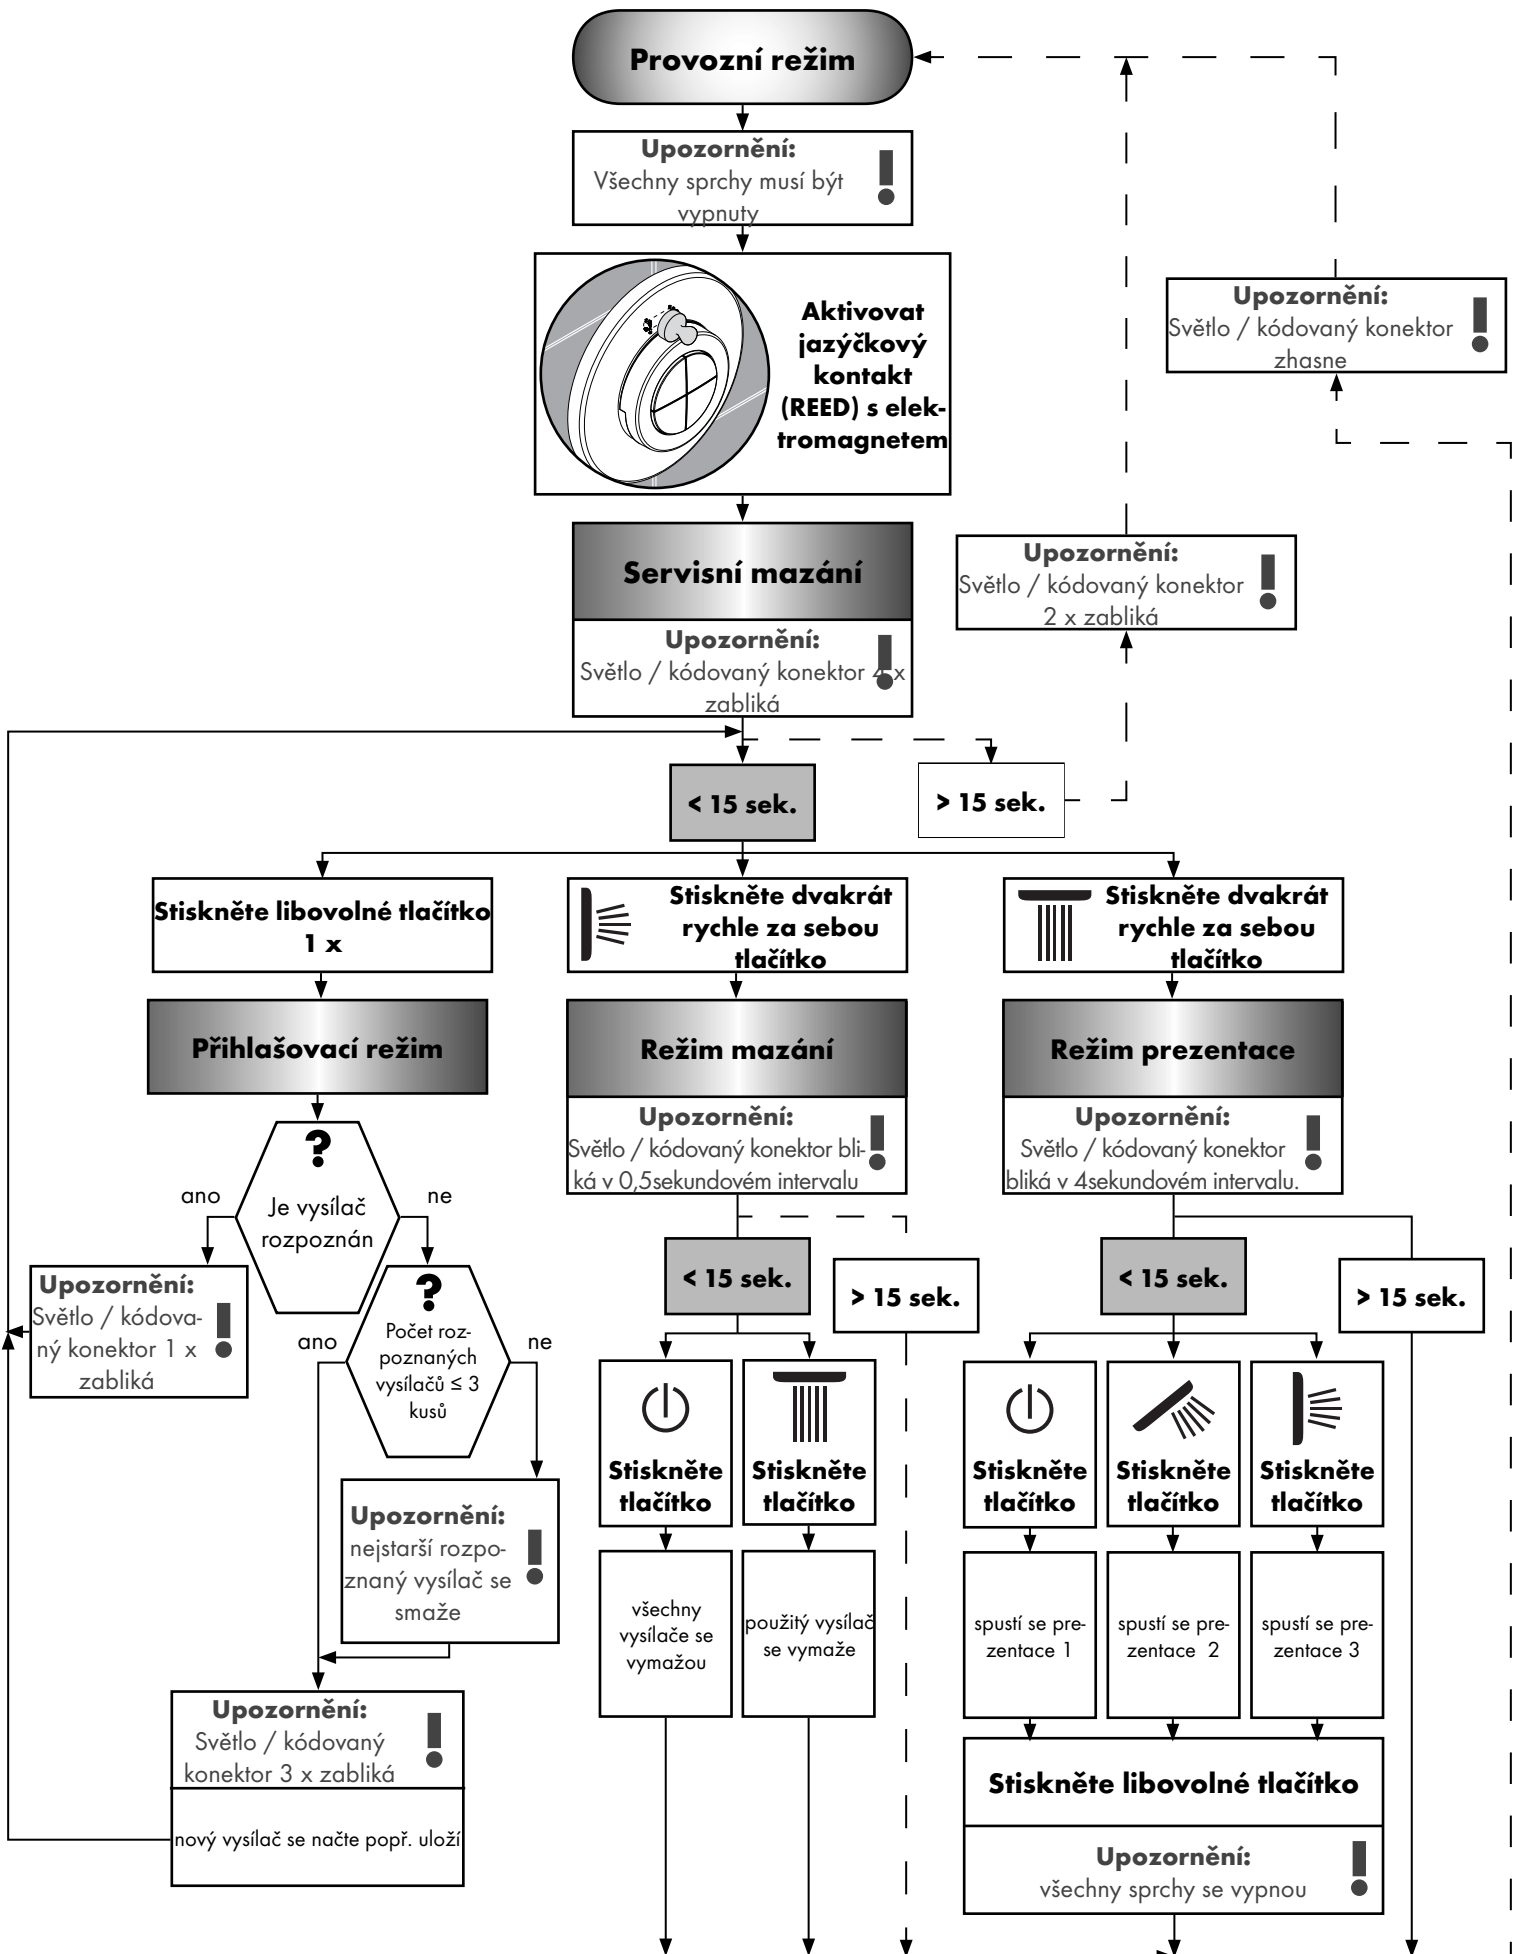 Provozní režim
Upozornění:
Všechny sprchy musí být
vypnuty
Aktivovat
jazýčkový
kontakt
(REED) s elek-
tromagnetem
Upozornění:
Světlo / kódovaný konektor
zhasne
Servisní mazání
Upozornění:
Světlo / kódovaný konektor 4 x
zabliká
Upozornění:
Světlo / kódovaný konektor
2 x zabliká
< 15 sek.
> 15 sek.
Stiskněte libovolné tlačítko
1 x
Stiskněte dvakrát
rychle za sebou
tlačítko
Stiskněte dvakrát
rychle za sebou
tlačítko
Přihlašovací režim
Režim mazání
Upozornění:
Světlo / kódovaný konektor bli-
ká v 0,5sekundovém intervalu
Režim prezentace
Upozornění:
Světlo / kódovaný konektor
bliká v 4sekundovém intervalu.
?
Je vysílač
rozpoznán
ano
ne
Upozornění:
Světlo / kódova-
ný konektor 1 x
zabliká
?
Počet roz-
poznaných
vysílačů ≤ 3
kusů
ano
ne
Upozornění:
nejstarší rozpo-
znaný vysílač se
smaže
Upozornění:
Světlo / kódovaný
konektor 3 x zabliká
nový vysílač se načte popř. uloží
< 15 sek.
> 15 sek.
Stiskněte
tlačítko
Stiskněte
tlačítko
všechny
vysílače se
vymažou
použitý vysílač
se vymaže
< 15 sek.
> 15 sek.
Stiskněte
tlačítko
Stiskněte
tlačítko
Stiskněte
tlačítko
spustí se pre-
zentace 1
spustí se pre-
zentace 2
spustí se pre-
zentace 3
Stiskněte libovolné tlačítko
Upozornění:
všechny sprchy se vypnou